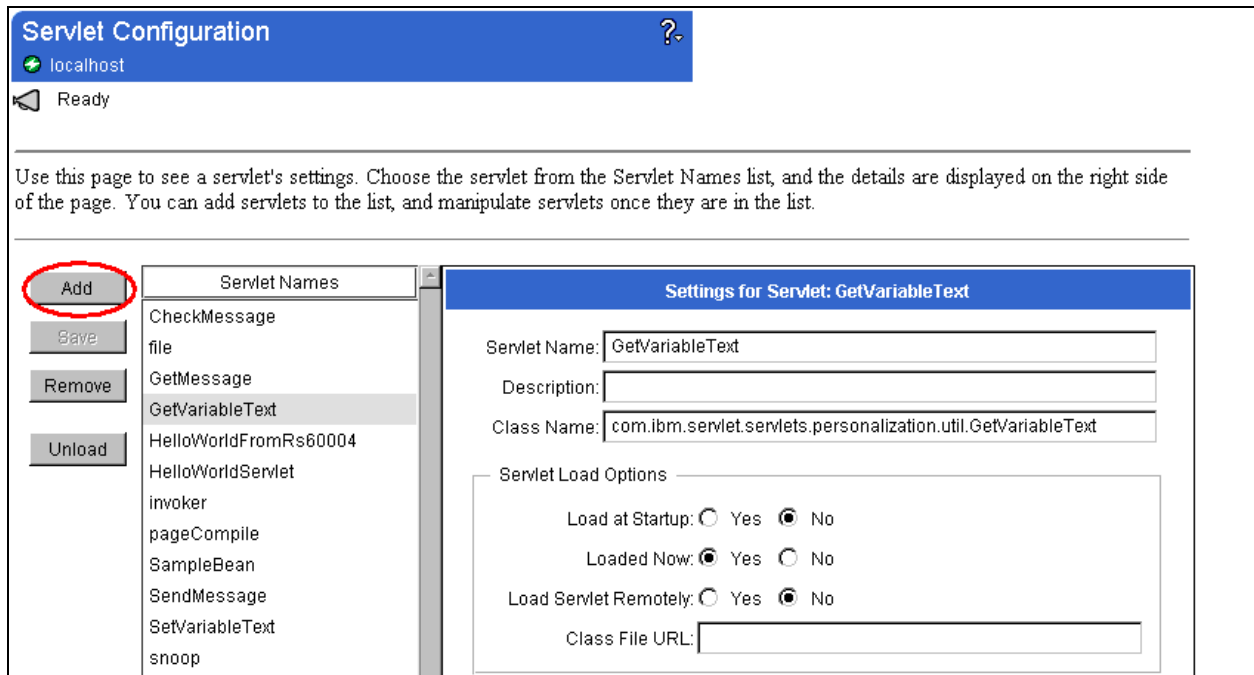 Servlet Configuration
?
localhost
Ready
Use this page to see a servlet's settings. Choose the servlet from the Servlet Names list, and the details are displayed on the right side
of the page. You can add servlets to the list, and manipulate servlets once they are in the list.
Add
Save
Remove
Unload
Servlet Names
CheckMessage
file
GetMessage
GetVariableText
HelloWorldFromRs60004
HelloWorldServlet
invoker
pageCompile
SampleBean
SendMessage
SetVariableText
snoop
Settings for Servlet: GetVariableText
Servlet Name: GetVariableText
Description:
Class Name: com.ibm.servlet.servlets.personalization.util.GetVariableText
Servlet Load Options
Load at Startup: Yes No
Loaded Now: Yes No
Load Servlet Remotely: Yes No
Class File URL: